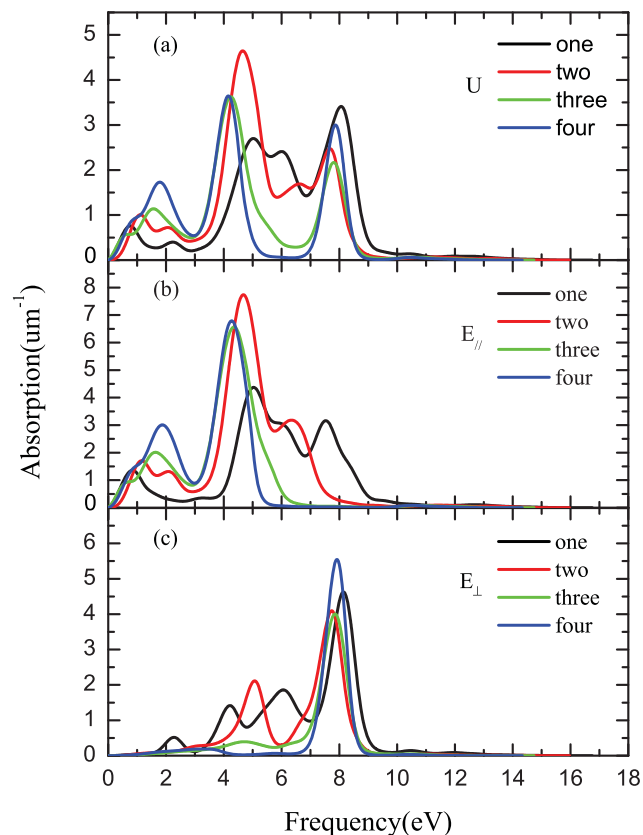 (a)
U
one
two
three
four
5
4
3
2
1
0
(b)
E//
one
two
three
four
8
7
6
5
4
3
2
1
0
Absorption(um⁻¹)
(c)
E⊥
one
two
three
four
6
5
4
3
2
1
0
0 2 4 6 8 10 12 14 16 18
Frequency(eV)